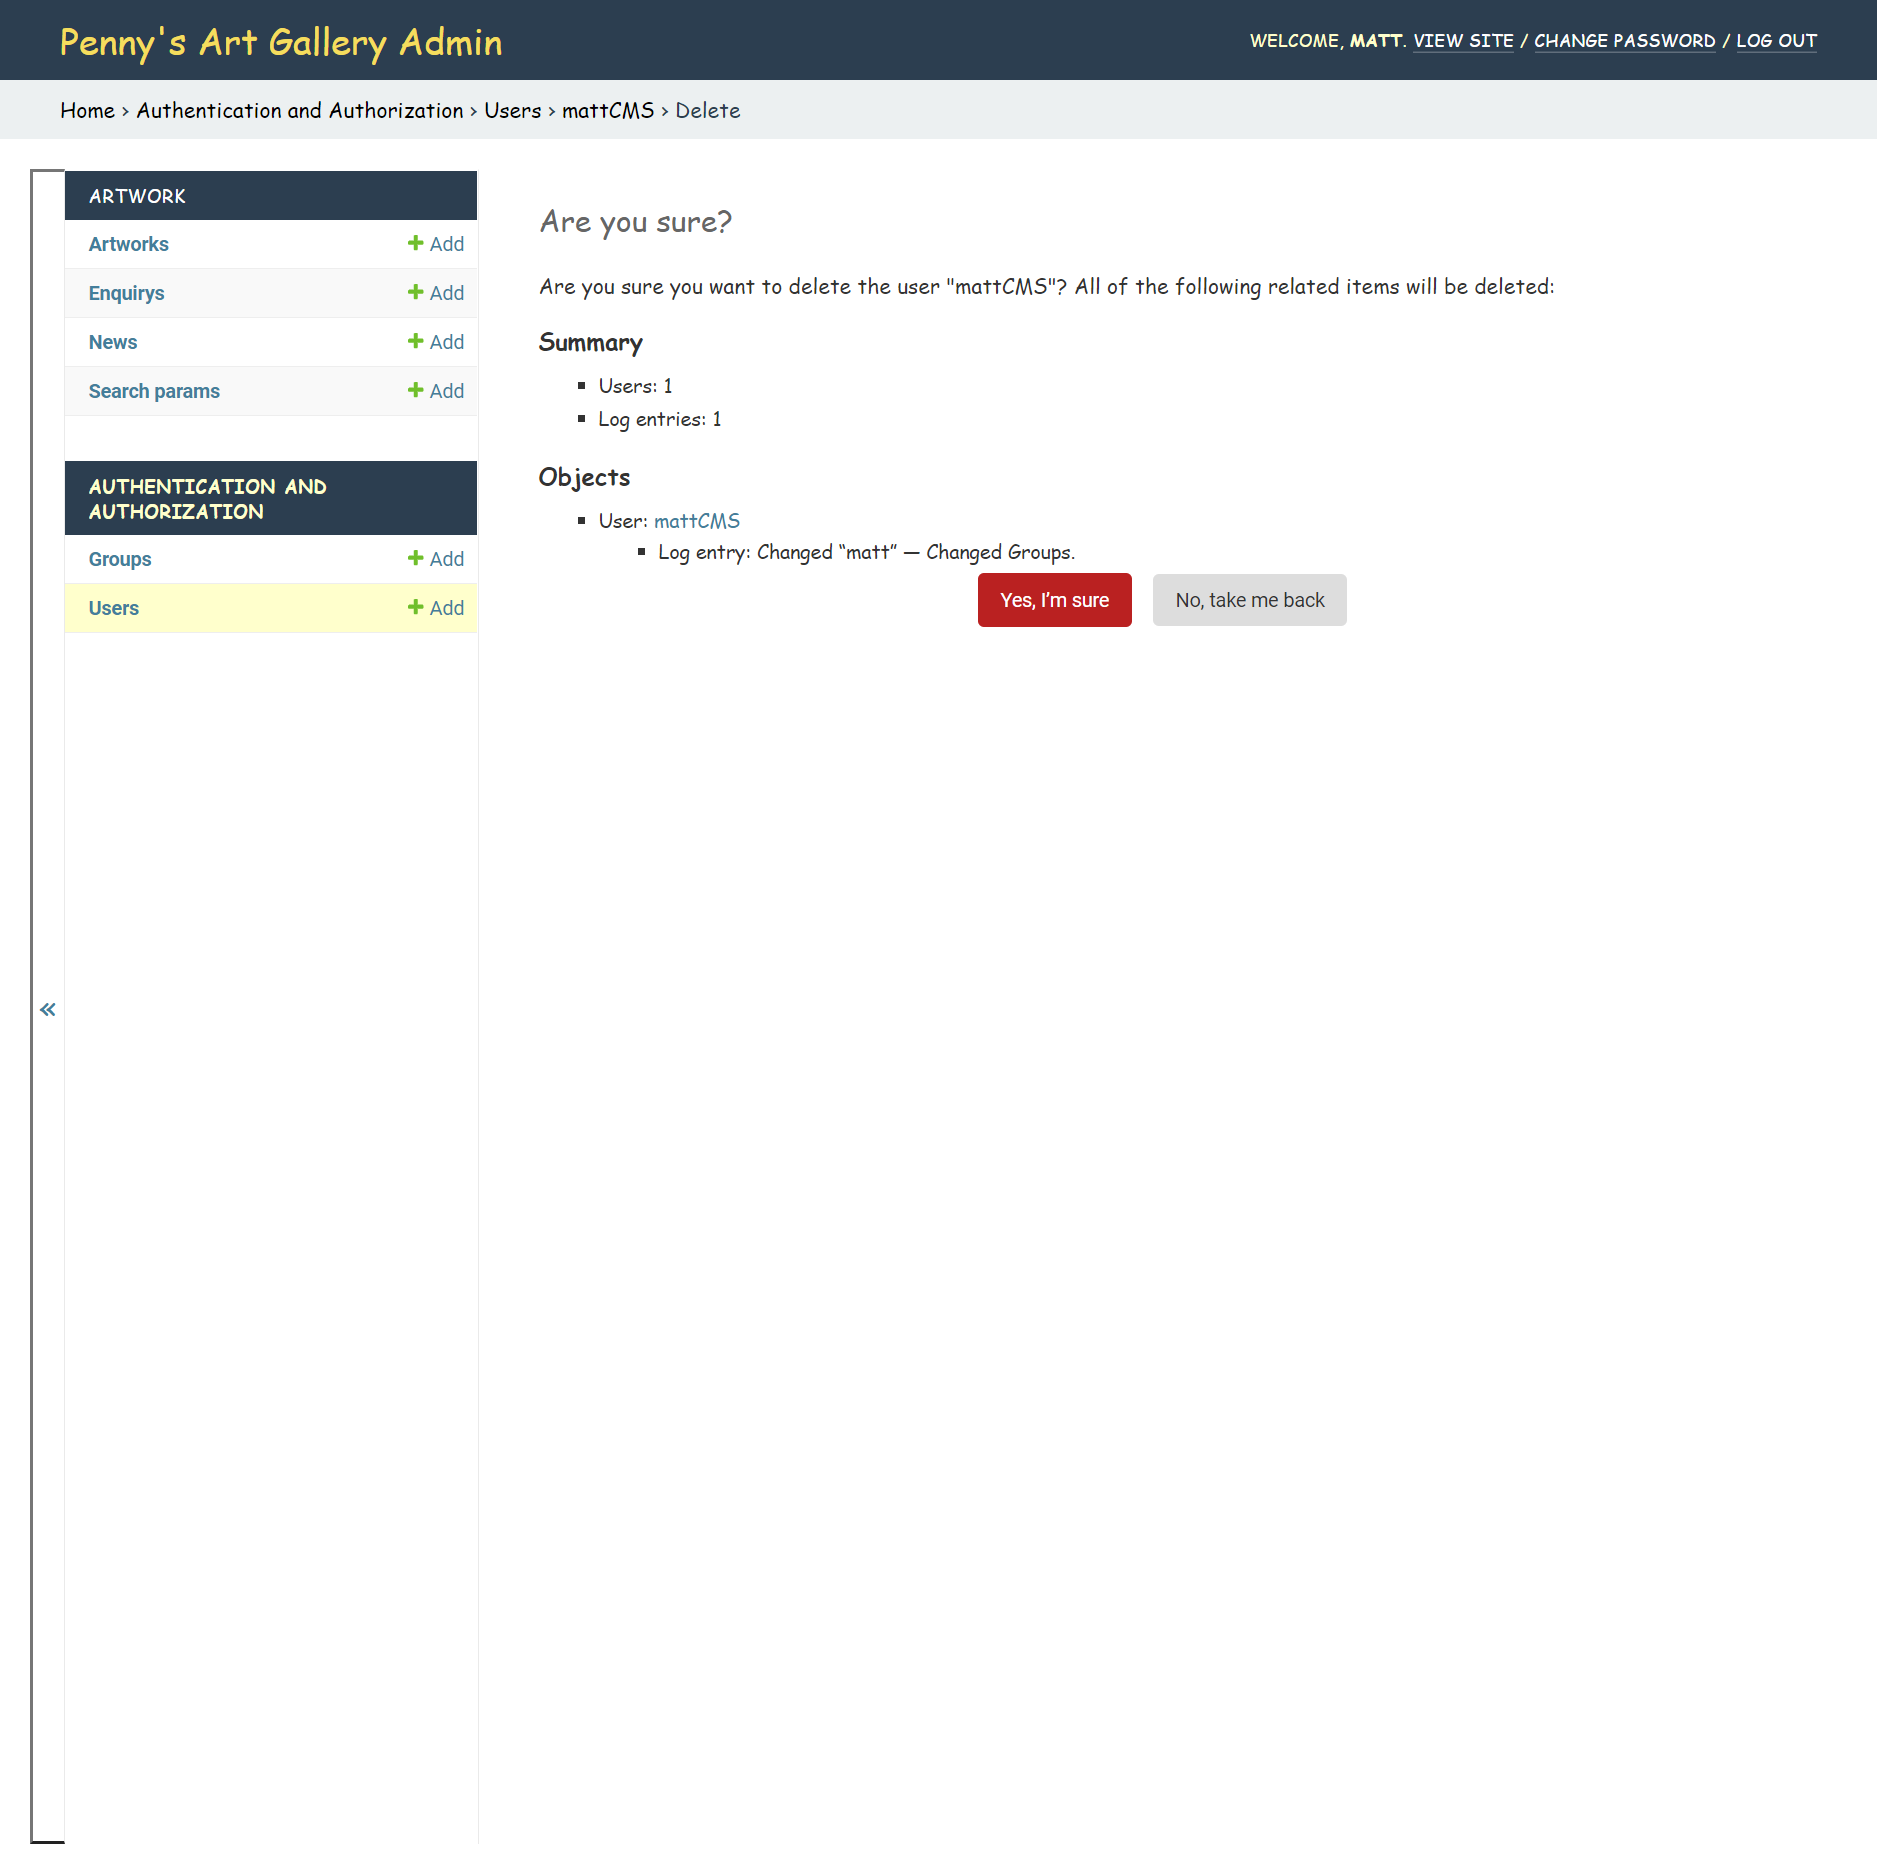 Penny's Art Gallery Admin
WELCOME, MATT. VIEW SITE / CHANGE PASSWORD / LOG OUT
Home › Authentication and Authorization › Users › mattCMS › Delete
ARTWORK
Artworks Add
Enquirys Add
News Add
Search params Add
AUTHENTICATION AND
AUTHORIZATION
Groups Add
Users Add
«
Are you sure?
Are you sure you want to delete the user "mattCMS"? All of the following related items will be deleted:
Summary
Users: 1
Log entries: 1
Objects
User: mattCMS
Log entry: Changed “matt” — Changed Groups.
Yes, I’m sure
No, take me back